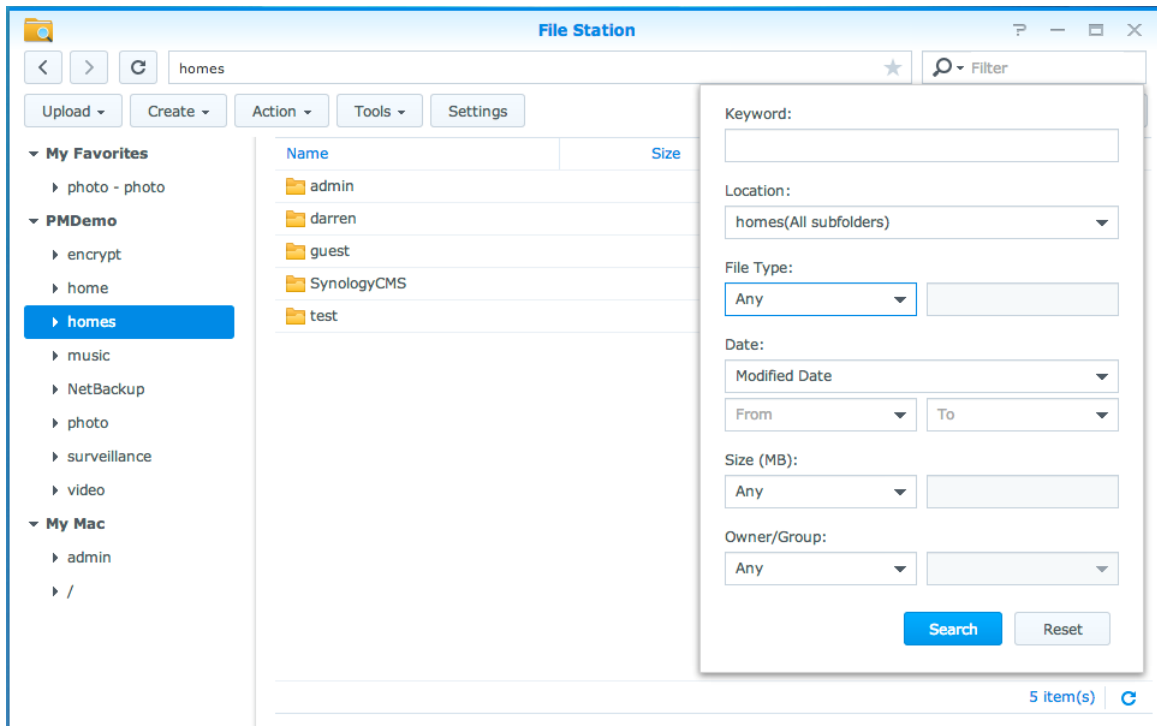 File Station
homes
Filter
Upload
Create
Action
Tools
Settings
My Favorites
photo - photo
PMDemo
encrypt
home
homes
music
NetBackup
photo
surveillance
video
My Mac
admin
/
Name
Size
admin
darren
guest
SynologyCMS
test
Keyword:
Location:
homes(All subfolders)
File Type:
Any
Date:
Modified Date
From
To
Size (MB):
Any
Owner/Group:
Any
Search
Reset
5 item(s)